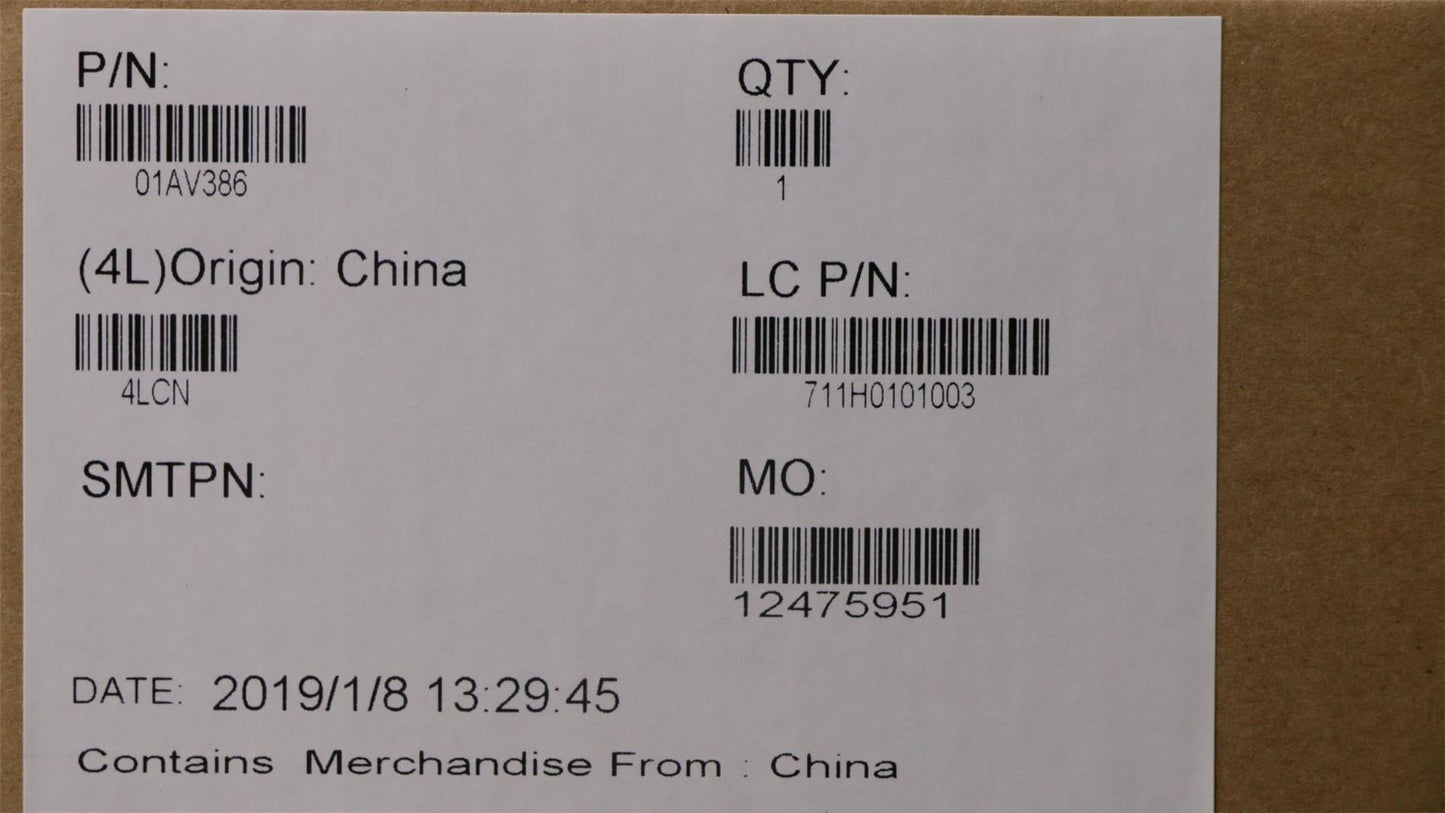 P/N:
01AV386
QTY:
1
(4L)Origin: China
4LCN
LC P/N:
711H0101003
SMTPN:
MO:
12475951
DATE: 2019/1/8 13:29:45
Contains Merchandise From : China